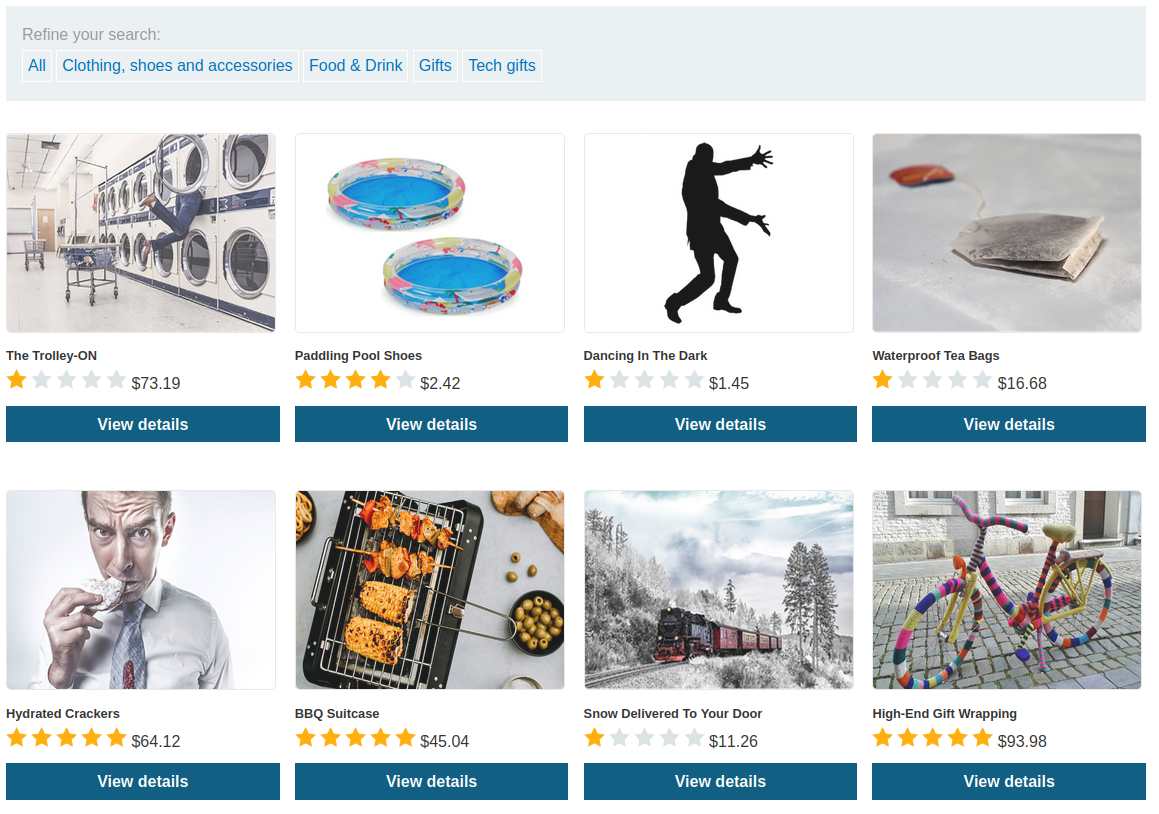 Refine your search:
All Clothing, shoes and accessories Food & Drink Gifts Tech gifts
The Trolley-ON Paddling Pool Shoes Dancing In The Dark Waterproof Tea Bags
$73.19 $2.42 $1.45 $16.68
View details View details View details View details
Hydrated Crackers BBQ Suitcase Snow Delivered To Your Door High-End Gift Wrapping
$64.12 $45.04 $11.26 $93.98
View details View details View details View details